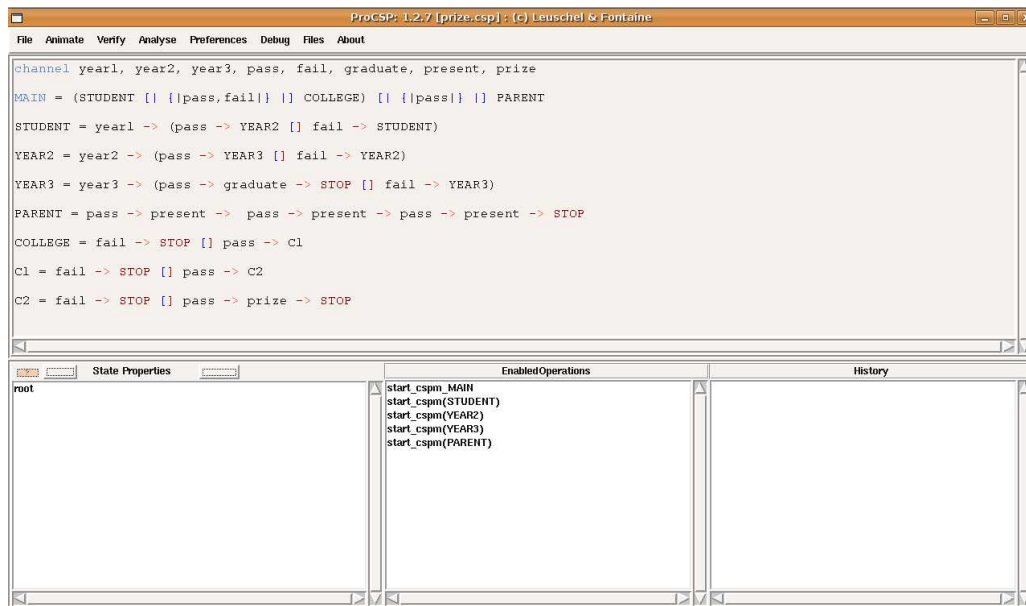 ProCSP: 1.2.7 [prize.csp] : (c) Leuschel & Fontaine
File Animate Verify Analyse Preferences Debug Files About
channel year1, year2, year3, pass, fail, graduate, present, prize
MAIN = (STUDENT [| {|pass,fail|} |] COLLEGE) [| {|pass|} |] PARENT
STUDENT = year1 -> (pass -> YEAR2 [] fail -> STUDENT)
YEAR2 = year2 -> (pass -> YEAR3 [] fail -> YEAR2)
YEAR3 = year3 -> (pass -> graduate -> STOP [] fail -> YEAR3)
PARENT = pass -> present -> pass -> present -> pass -> present -> STOP
COLLEGE = fail -> STOP [] pass -> C1
C1 = fail -> STOP [] pass -> C2
C2 = fail -> STOP [] pass -> prize -> STOP
State Properties
root
EnabledOperations
start_cspm_MAIN
start_cspm(STUDENT)
start_cspm(YEAR2)
start_cspm(YEAR3)
start_cspm(PARENT)
History